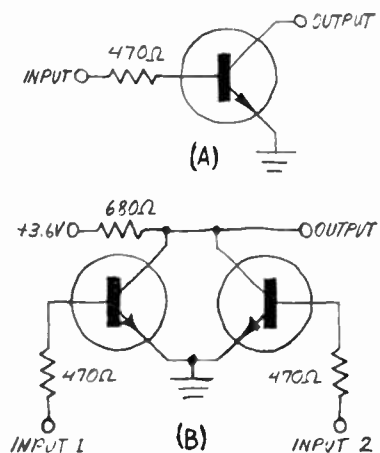 OUTPUT
470Ω
INPUT
(A)
680Ω
+3.6V
OUTPUT
470Ω
470Ω
INPUT 1
(B)
INPUT 2